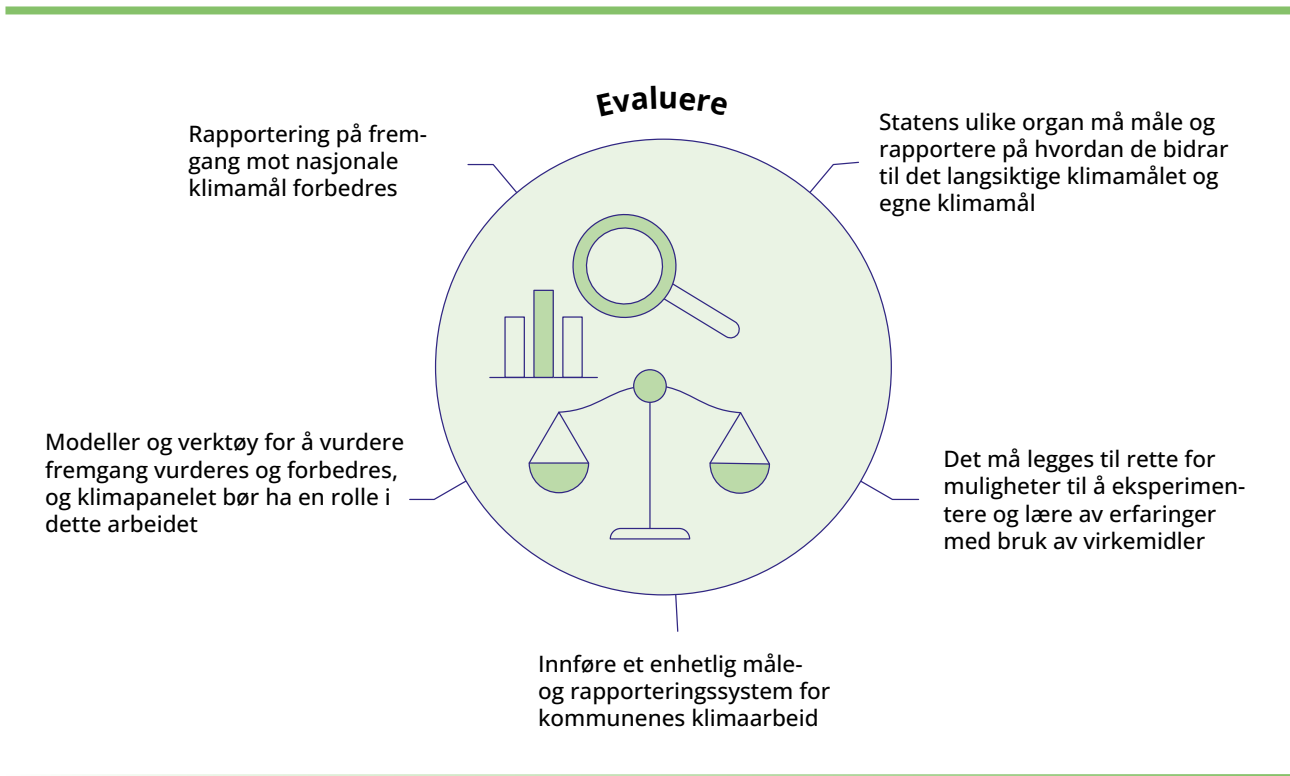 Evaluere
Rapportering på frem-
gang mot nasjonale
klimamål forbedres
Statens ulike organ må måle og
rapportere på hvordan de bidrar
til det langsiktige klimamålet og
egne klimamål
Modeller og verktøy for å vurdere
fremgang vurderes og forbedres,
og klimapanelet bør ha en rolle i
dette arbeidet
Det må legges til rette for
muligheter til å eksperimen-
tere og lære av erfaringer
med bruk av virkemidler
Innføre et enhetlig måle-
og rapporteringssystem for
kommunenes klimaarbeid